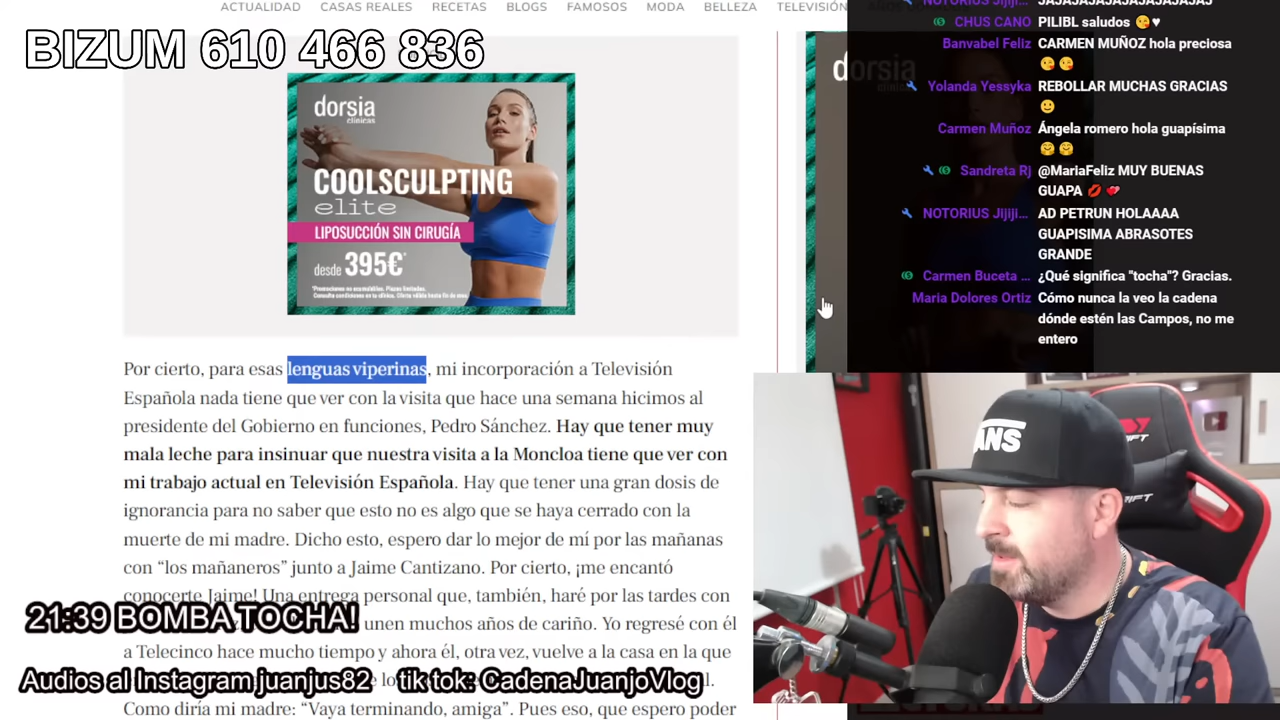 ACTUALIDAD CASAS REALES RECETAS BLOGS FAMOSOS MODA BELLEZA TELEVISIÓN
BIZUM 610 466 836
dorsia
clínicas
COOLSCULPTING
elite
LIPOSUCCIÓN SIN CIRUGÍA
desde 395€*
Por cierto, para esas lenguas viperinas, mi incorporación a Televisión
Española nada tiene que ver con la visita que hace una semana hicimos al
presidente del Gobierno en funciones, Pedro Sánchez. Hay que tener muy
mala leche para insinuar que nuestra visita a la Moncloa tiene que ver con
mi trabajo actual en Televisión Española. Hay que tener una gran dosis de
ignorancia para no saber que esto no es algo que se haya cerrado con la
muerte de mi madre. Dicho esto, espero dar lo mejor de mí por las mañanas
con “los mañaneros” junto a Jaime Cantizano. Por cierto, ¡me encantó
conocerte Jaime! Una entrega personal que, también, haré por las tardes con
unen muchos años de cariño. Yo regresé con él
a Telecinco hace mucho tiempo y ahora él, otra vez, vuelve a la casa en la que
Como diría mi madre: “Vaya terminando, amiga”. Pues eso, que espero poder
21:39 BOMBA TOCHA!
Audios al Instagram juanjus82 tik tok: CadenaJuanjoVlog
dorsia
NOTORIUS Jijiji... JAJAJAJAJAJAJAJAJAJ
CHUS CANO PILIBL saludos 😘♥
Banvabel Feliz CARMEN MUÑOZ hola preciosa
😘 😘
Yolanda Yessyka REBOLLAR MUCHAS GRACIAS
🙂
Carmen Muñoz Ángela romero hola guapísima
🤗 🤗
Sandreta Rj @MariaFeliz MUY BUENAS
GUAPA 💋 💖
NOTORIUS Jijiji... AD PETRUN HOLAAAA
GUAPISIMA ABRASOTES
GRANDE
Carmen Buceta ... ¿Qué significa "tocha"? Gracias.
Maria Dolores Ortiz Cómo nunca la veo la cadena
dónde estén las Campos, no me
entero
VANS